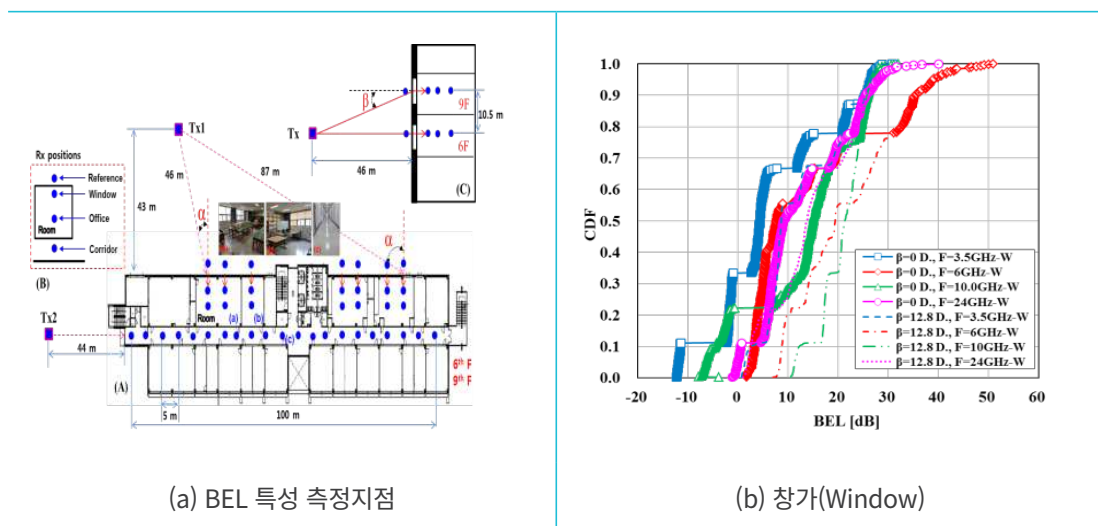 Tx1
Rx positions
Reference
Window
Office
Room
Corridor
(B)
43 m
46 m
87 m
α
α
Tx
β
9F
6F
10.5 m
46 m
(C)
Tx2
44 m
(A)
Room
(a)
(b)
(c)
6th F
9th F
5 m
100 m
(a) BEL 특성 측정지점
CDF
1.0
0.9
0.8
0.7
0.6
0.5
0.4
0.3
0.2
0.1
0.0
-20 -10 0 10 20 30 40 50 60
BEL [dB]
β=0 D., F=3.5GHz-W
β=0 D., F=6GHz-W
β=0 D., F=10.0GHz-W
β=0 D., F=24GHz-W
β=12.8 D., F=3.5GHz-W
β=12.8 D., F=6GHz-W
β=12.8 D., F=10GHz-W
β=12.8 D., F=24GHz-W
(b) 창가(Window)